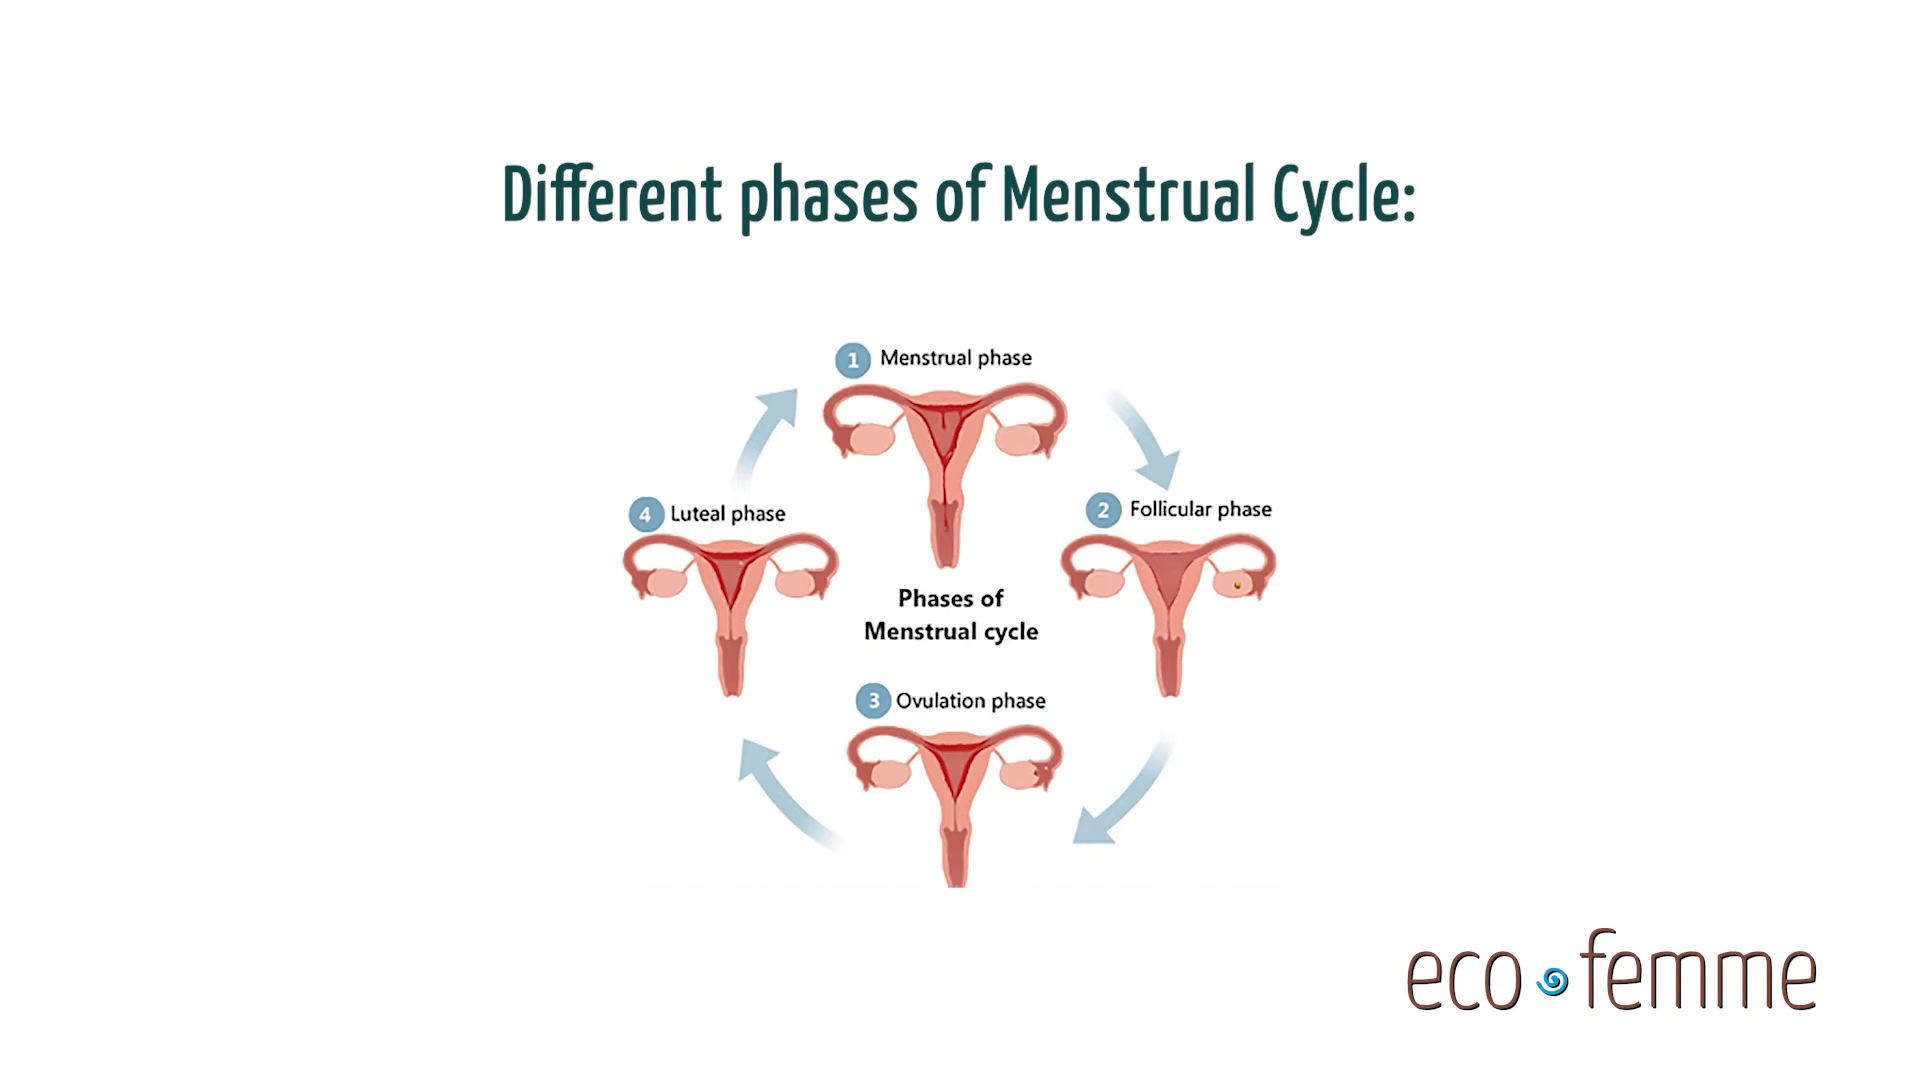 Different phases of Menstrual Cycle:
1 Menstrual phase
2 Follicular phase
4 Luteal phase
Phases of
Menstrual cycle
3 Ovulation phase
eco femme